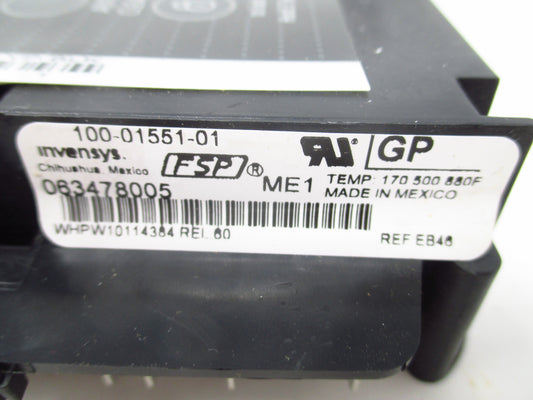 100-01551-01
invensys.
Chihuahua, Mexico
FSP®
063478005
ME1
GP
TEMP: 170 500 880F
MADE IN MEXICO
WHPW10114384 REL 60
REF EB46